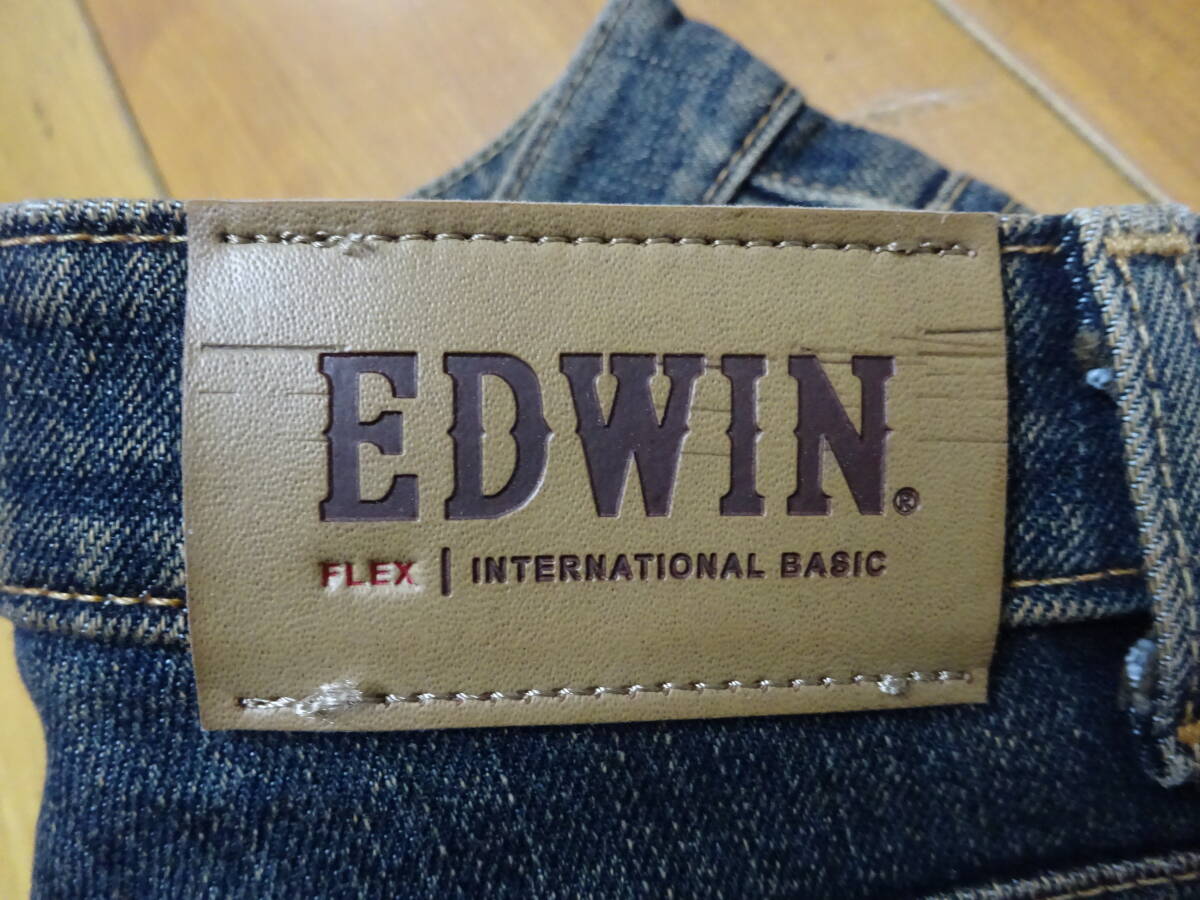 EDWIN®
FLEX | INTERNATIONAL BASIC